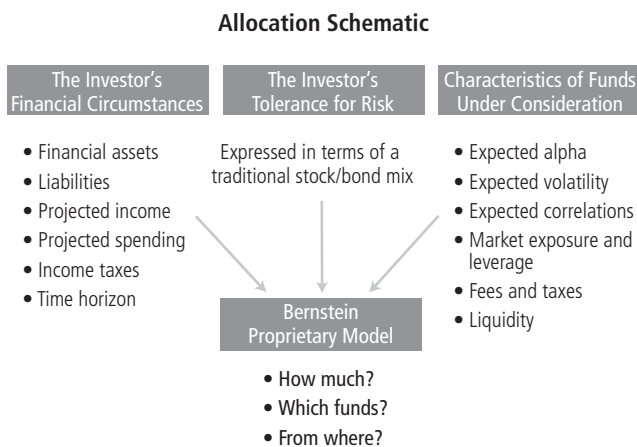 Allocation Schematic
The Investor's
Financial Circumstances
• Financial assets
• Liabilities
• Projected income
• Projected spending
• Income taxes
• Time horizon
The Investor's
Tolerance for Risk
Expressed in terms of a
traditional stock/bond mix
Characteristics of Funds
Under Consideration
• Expected alpha
• Expected volatility
• Expected correlations
• Market exposure and
leverage
• Fees and taxes
• Liquidity
Bernstein
Proprietary Model
• How much?
• Which funds?
• From where?